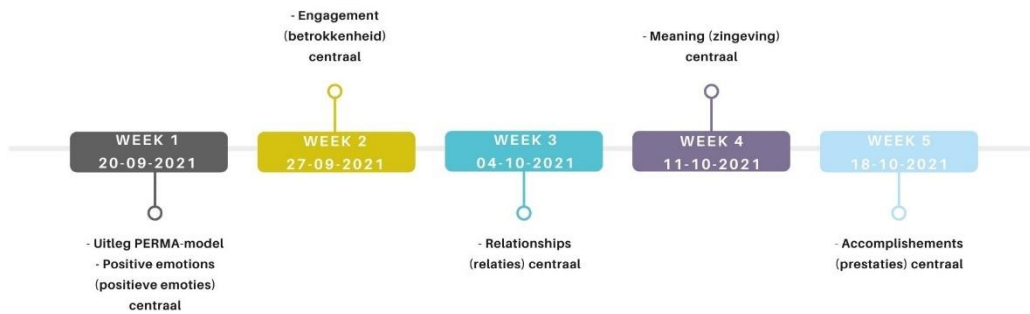 - Engagement
(betrokkenheid)
centraal
- Meaning (zingeving)
centraal
WEEK 1
20-09-2021
WEEK 2
27-09-2021
WEEK 3
04-10-2021
WEEK 4
11-10-2021
WEEK 5
18-10-2021
- Uitleg PERMA-model
- Positive emotions
(positieve emoties)
centraal
- Relationships
(relaties) centraal
- Accomplishements
(prestaties) centraal